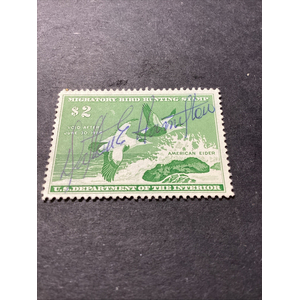 MIGRATORY BIRD HUNTING STAMP
$2
VOID AFTER
AMERICAN EIDER
U.S. DEPARTMENT OF THE INTERIOR